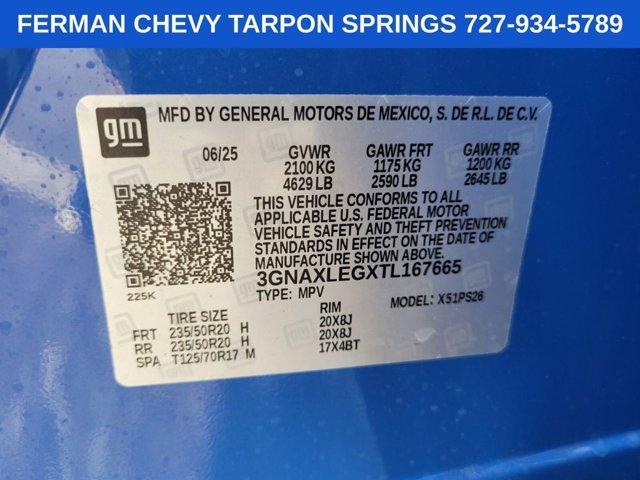 FERMAN CHEVY TARPON SPRINGS 727-934-5789
gm
MFD BY GENERAL MOTORS DE MEXICO, S. DE R.L. DE C.V.
06/25 GVWR GAWR FRT GAWR RR
2100 KG 1175 KG 1200 KG
4629 LB 2590 LB 2645 LB
THIS VEHICLE CONFORMS TO ALL
APPLICABLE U.S. FEDERAL MOTOR
VEHICLE SAFETY AND THEFT PREVENTION
STANDARDS IN EFFECT ON THE DATE OF
MANUFACTURE SHOWN ABOVE.
3GNAXLEGXTL167665
225K
TYPE: MPV MODEL: X51PS26
TIRE SIZE RIM
FRT 235/50R20 H 20X8J
RR 235/50R20 H 20X8J
SPA T125/70R17 M 17X4BT